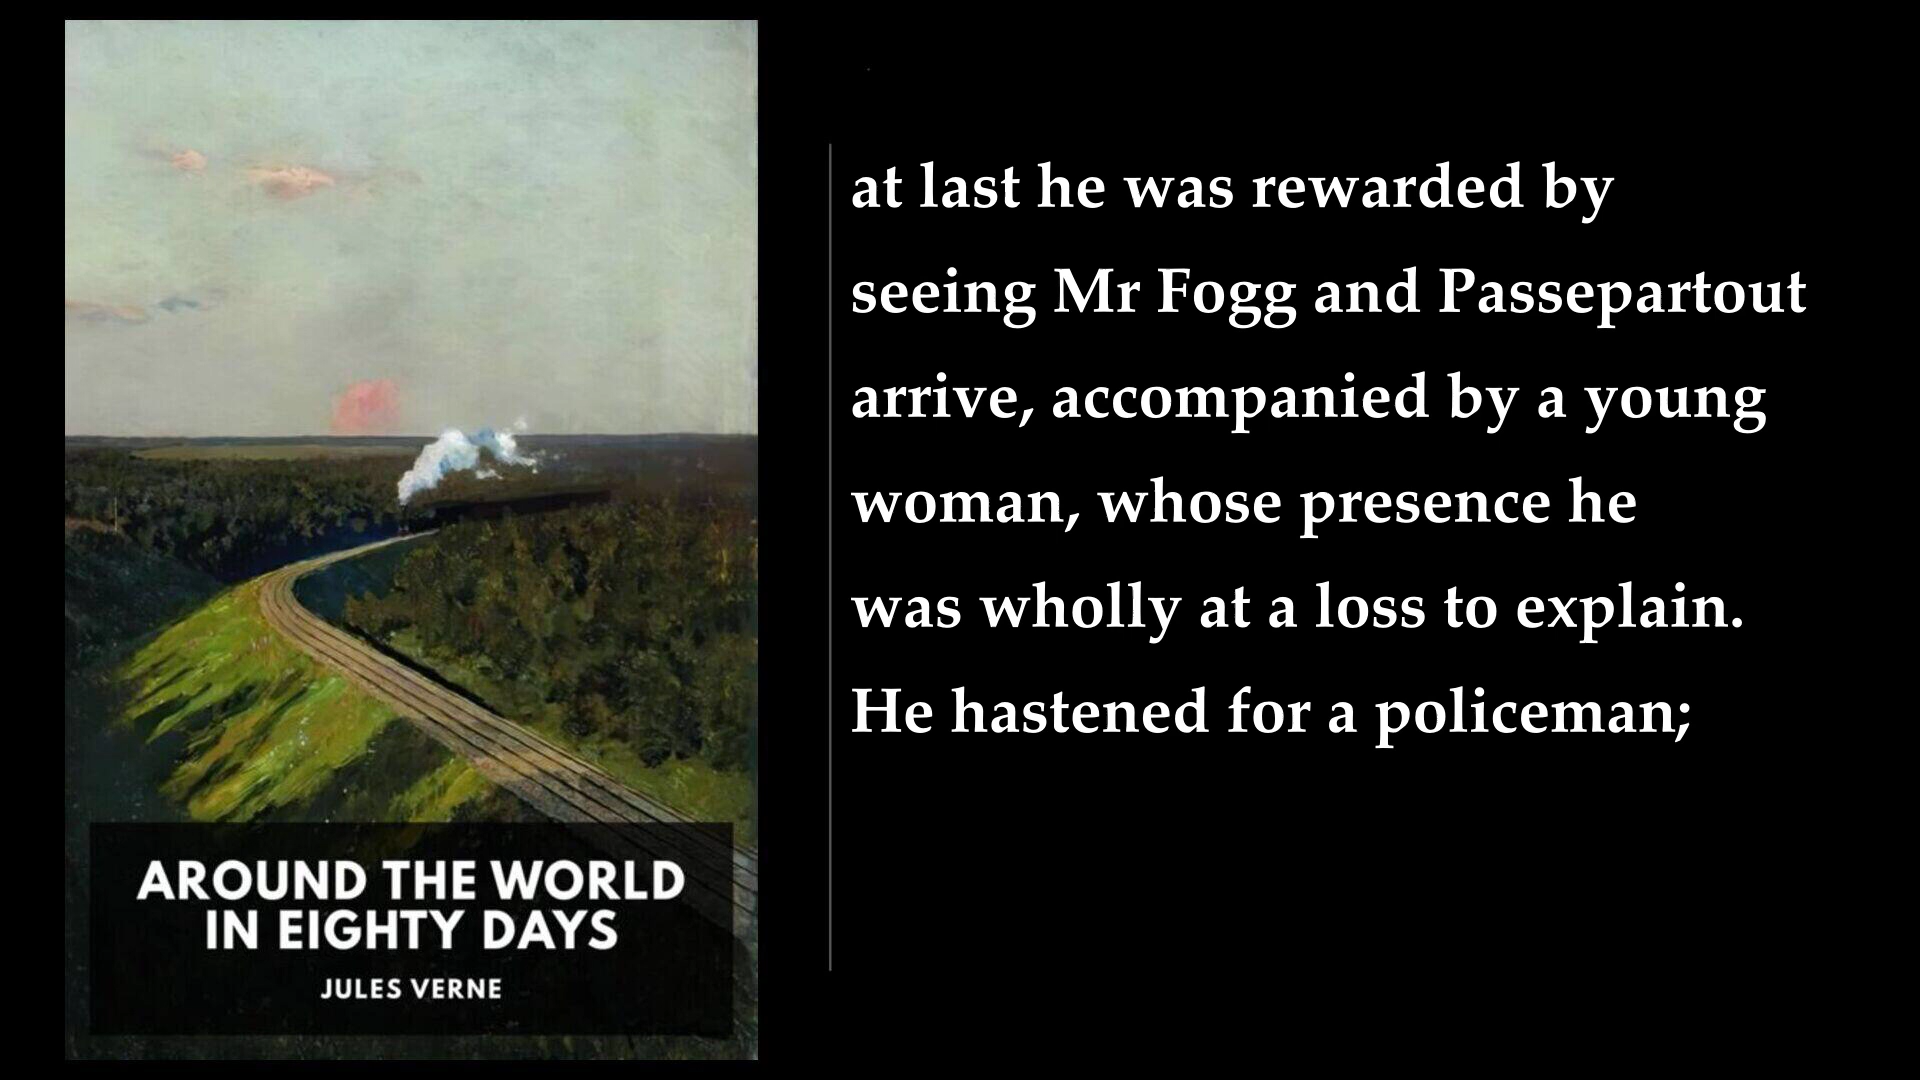 at last he was rewarded by
seeing Mr Fogg and Passepartout
arrive, accompanied by a young
woman, whose presence he
was wholly at a loss to explain.
He hastened for a policeman;
AROUND THE WORLD
IN EIGHTY DAYS
JULES VERNE